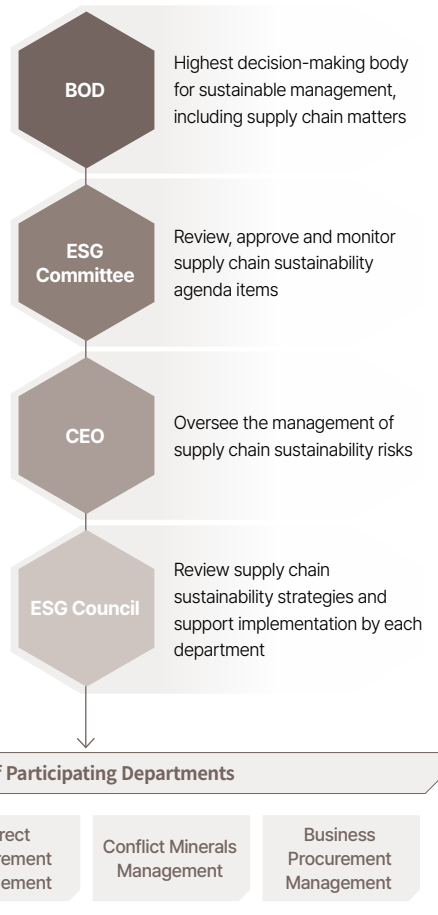 BOD
Highest decision-making body
for sustainable management,
including supply chain matters
ESG
Committee
Review, approve and monitor
supply chain sustainability
agenda items
CEO
Oversee the management of
supply chain sustainability risks
ESG Council
Review supply chain
sustainability strategies and
support implementation by each
department
Participating Departments
Conflict Minerals
Management
Business
Procurement
Management